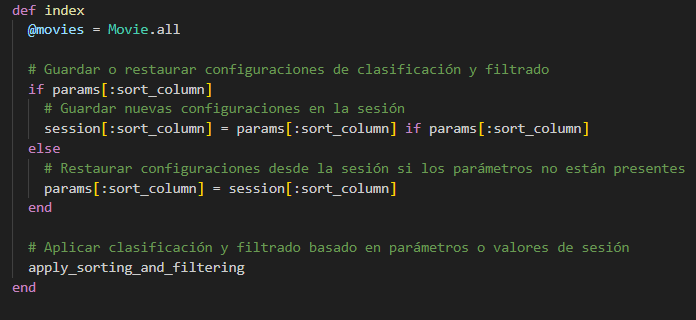 def index
  @movies = Movie.all

  # Guardar o restaurar configuraciones de clasificación y filtrado
  if params[:sort_column]
    # Guardar nuevas configuraciones en la sesión
    session[:sort_column] = params[:sort_column] if params[:sort_column]
  else
    # Restaurar configuraciones desde la sesión si los parámetros no están presentes
    params[:sort_column] = session[:sort_column]
  end

  # Aplicar clasificación y filtrado basado en parámetros o valores de sesión
  apply_sorting_and_filtering
end